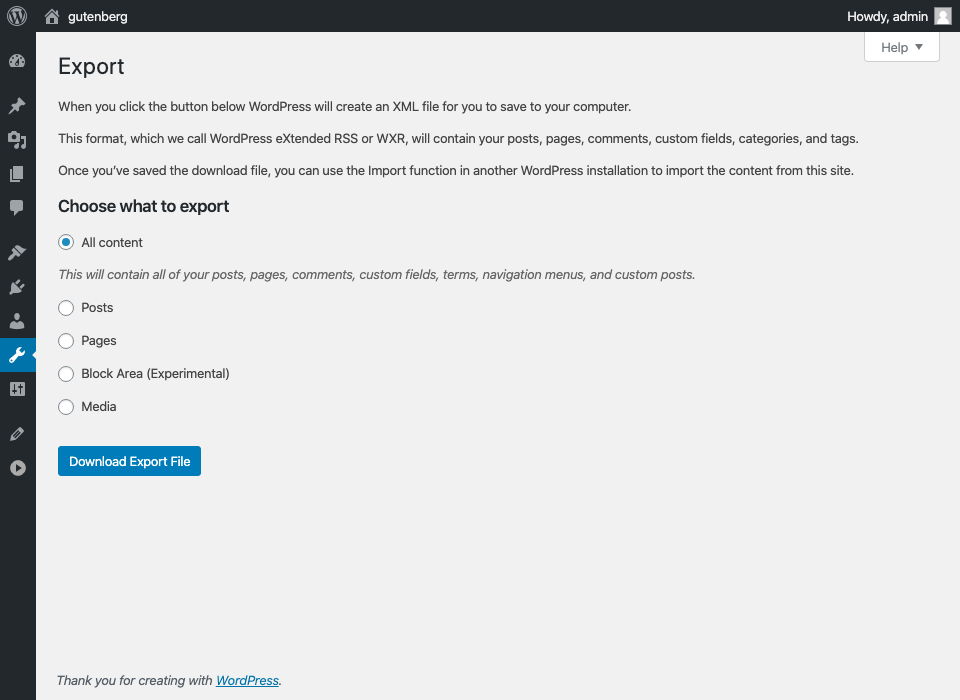 gutenberg
Howdy, admin
Help
Export
When you click the button below WordPress will create an XML file for you to save to your computer.
This format, which we call WordPress eXtended RSS or WXR, will contain your posts, pages, comments, custom fields, categories, and tags.
Once you’ve saved the download file, you can use the Import function in another WordPress installation to import the content from this site.
Choose what to export
All content
This will contain all of your posts, pages, comments, custom fields, terms, navigation menus, and custom posts.
Posts
Pages
Block Area (Experimental)
Media
Download Export File
Thank you for creating with WordPress.